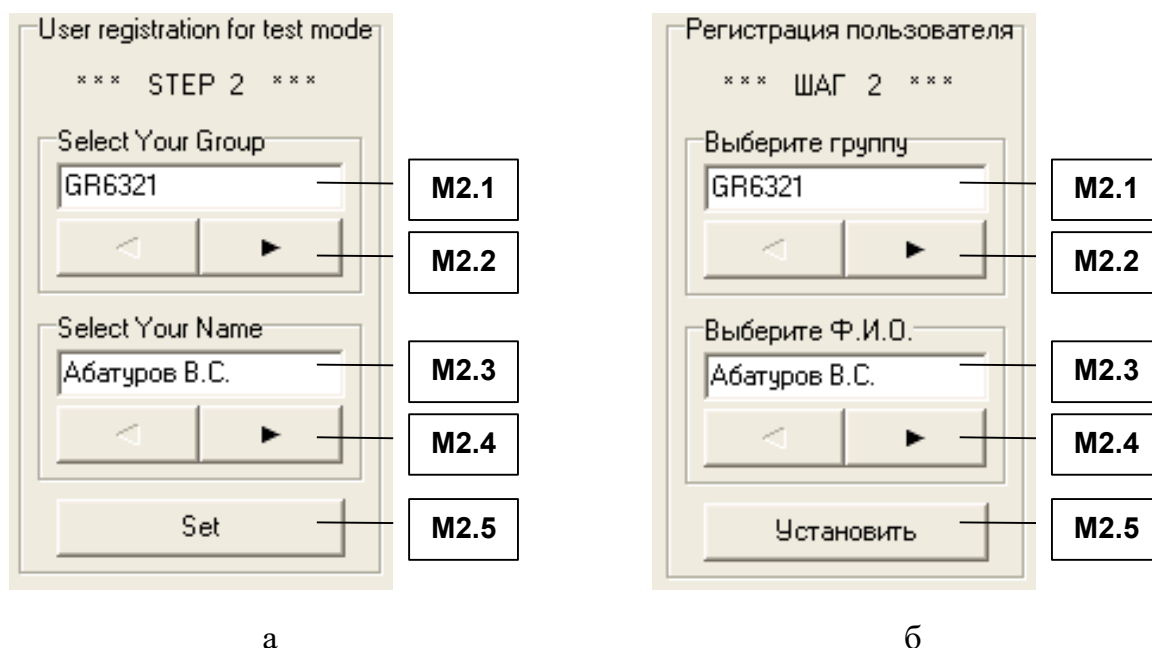 User registration for test mode
*** STEP 2 ***
Select Your Group
GR6321
M2.1
M2.2
Select Your Name
Абатуров В.С.
M2.3
M2.4
Set
M2.5
а
Регистрация пользователя
*** ШАГ 2 ***
Выберите группу
GR6321
M2.1
M2.2
Выберите Ф.И.О.
Абатуров В.С.
M2.3
M2.4
Установить
M2.5
б